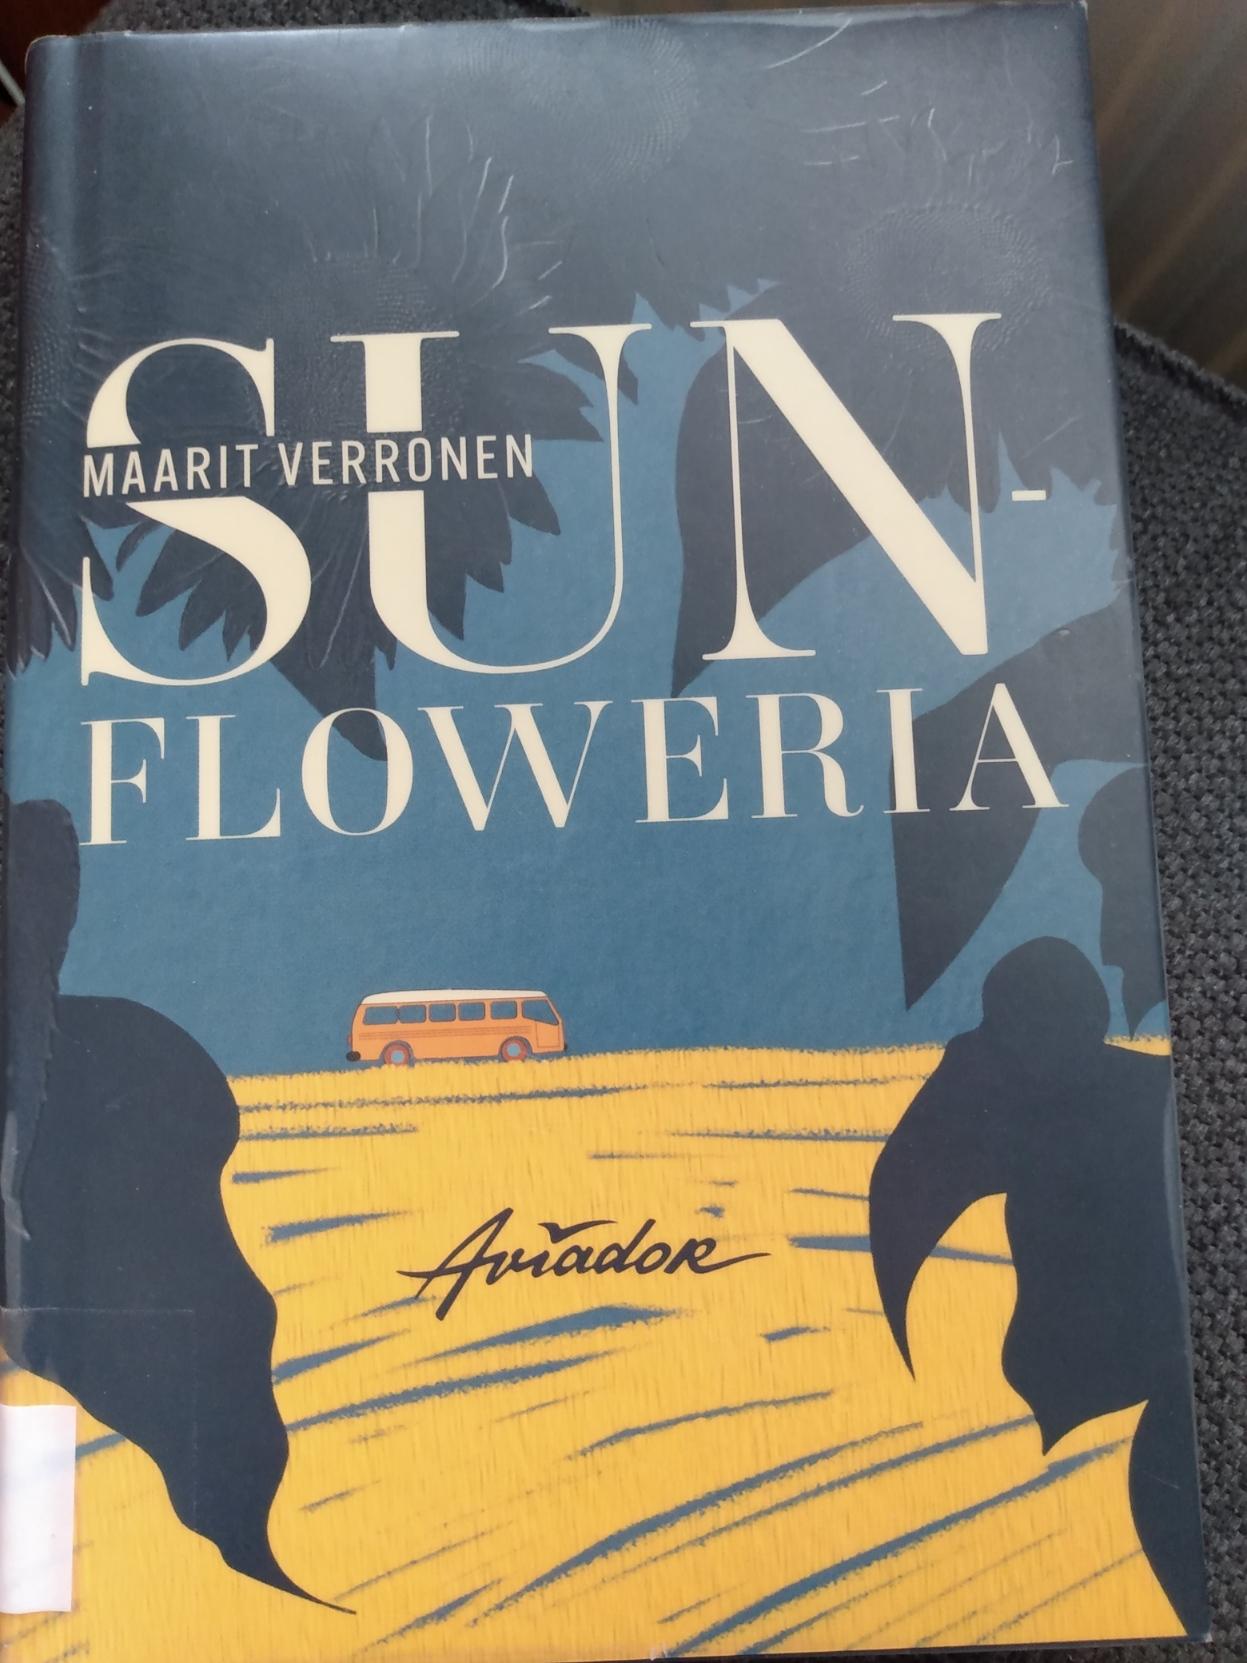 MAARIT VERRONEN
SUN-
FLOWERIA
Aviador